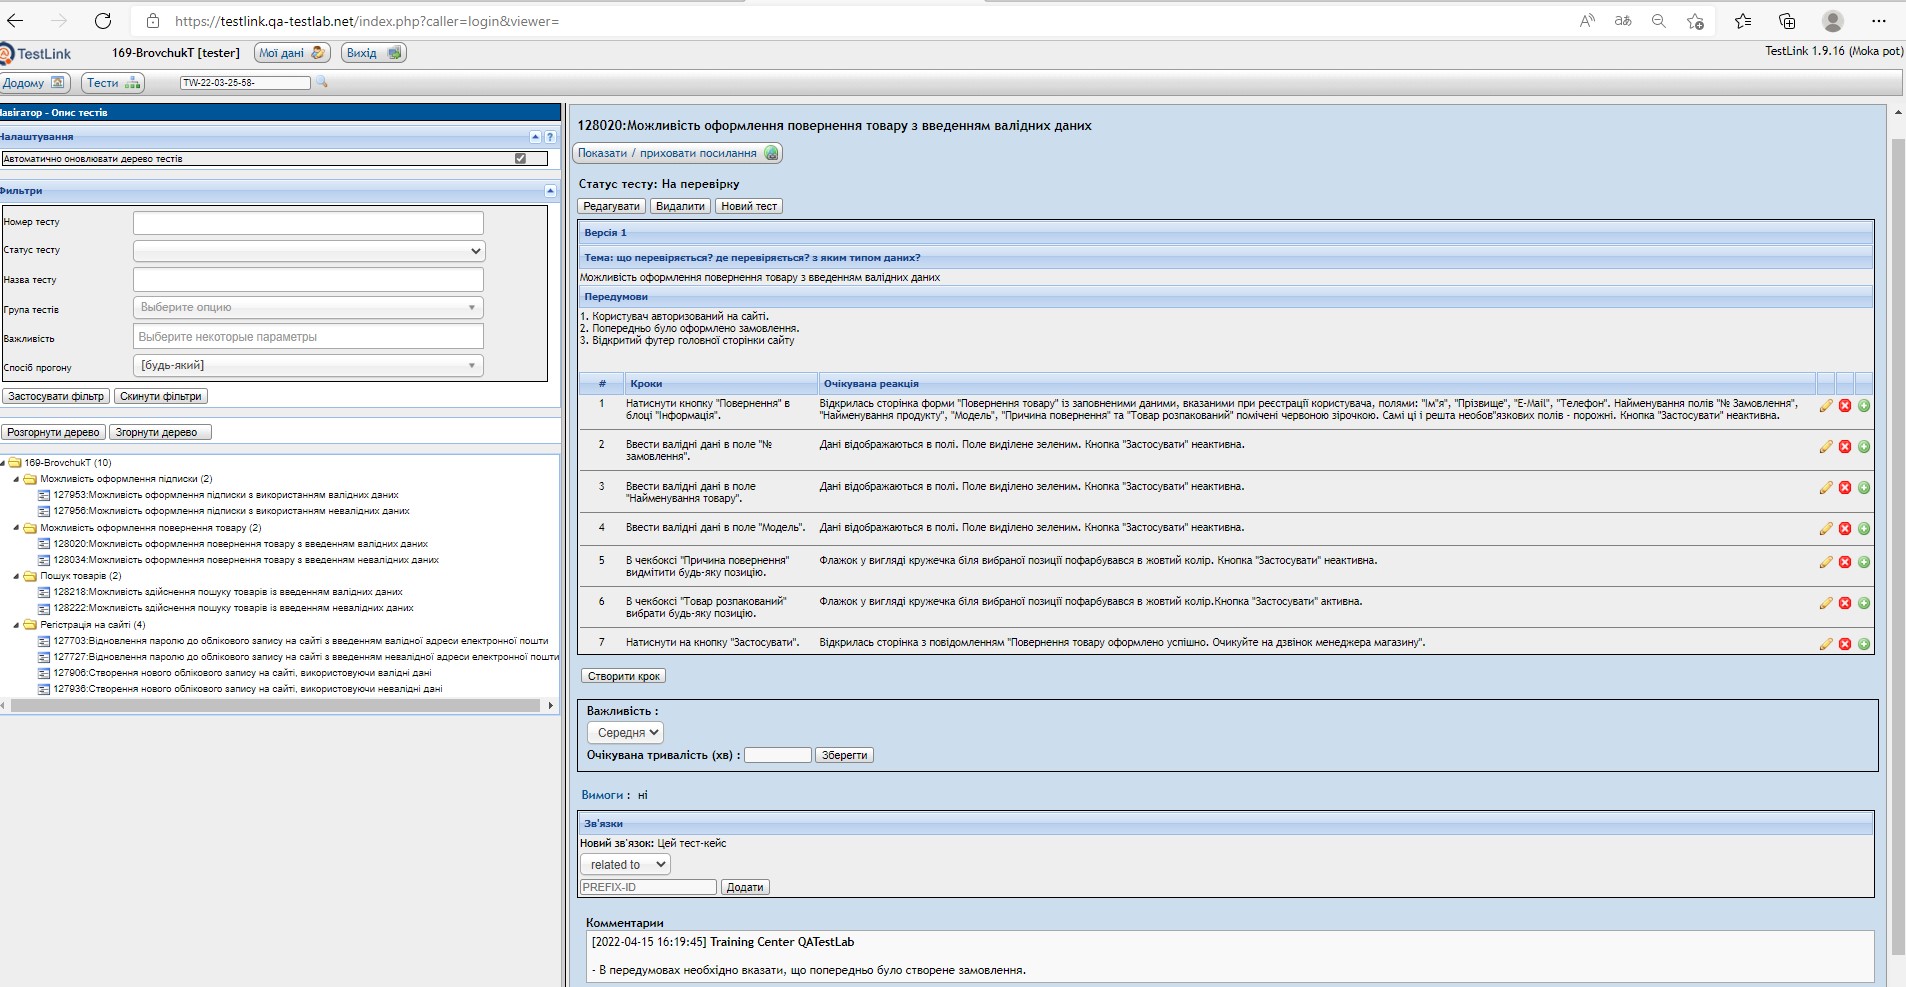 https://testlink.qa-testlab.net/index.php?caller=login&viewer=
TestLink 169-BrovchukT [tester] Мої дані Вихід TestLink 1.9.16 (Moka pot)
Додому Тести TW-22-03-25-58-
Навігатор - Опис тестів
Налаштування
Автоматично оновлювати дерево тестів
Фильтри
Номер тесту
Статус тесту
Назва тесту
Група тестів Выберите опцию
Важливість Выберите некоторые параметры
Спосіб прогону [будь-який]
Застосувати фільтр Скинути фільтри
Розгорнути дерево Згорнути дерево
169-BrovchukT (10)
Можливість оформлення підписки (2)
127953:Можливість оформлення підписки з використанням валідних даних
127956:Можливість оформлення підписки з використанням невалідних даних
Можливість оформлення повернення товару (2)
128020:Можливість оформлення повернення товару з введенням валідних даних
128034:Можливість оформлення повернення товару з введенням невалідних даних
Пошук товарів (2)
128218:Можливість здійснення пошуку товарів із введенням валідних даних
128222:Можливість здійснення пошуку товарів із введенням невалідних даних
Регістрація на сайті (4)
127703:Відновлення паролю до облікового запису на сайті з введенням валідної адреси електронної пошти
127727:Відновлення паролю до облікового запису на сайті з введенням невалідної адреси електронної пошти
127906:Створення нового облікового запису на сайті, використовуючи валідні дані
127936:Створення нового облікового запису на сайті, використовуючи невалідні дані
128020:Можливість оформлення повернення товару з введенням валідних даних
Показати / приховати посилання
Статус тесту: На перевірку
Редагувати Видалити Новий тест
Версія 1
Тема: що перевіряється? де перевіряється? з яким типом даних?
Можливість оформлення повернення товару з введенням валідних даних
Передумови
1. Користувач авторизований на сайті.
2. Попередньо було оформлено замовлення.
3. Відкритий футер головної сторінки сайту
# Кроки Очікувана реакція
1 Натиснути кнопку "Повернення" в Відкрилась сторінка форми "Повернення товару" із заповненими даними, вказаними при реєстрації користувача, полями: "Ім"я", "Прізвище", "E-Mail", "Телефон". Найменування полів "№ Замовлення",
блоці "Інформація". "Найменування продукту", "Модель", "Причина повернення" та "Товар розпакований" помічені червоною зірочкою. Самі ці і решта необов"язкових полів - порожні. Кнопка "Застосувати" неактивна.
2 Ввести валідні дані в поле "№ Дані відображаються в полі. Поле виділене зеленим. Кнопка "Застосувати" неактивна.
замовлення".
3 Ввести валідні дані в поле Дані відображаються в полі. Поле виділено зеленим. Кнопка "Застосувати" неактивна.
"Найменування товару".
4 Ввести валідні дані в поле "Модель". Дані відображаються в полі. Поле виділено зеленим. Кнопка "Застосувати" неактивна.
5 В чекбоксі "Причина повернення" Флажок у вигляді кружечка біля вибраної позиції пофарбувався в жовтий колір. Кнопка "Застосувати" неактивна.
видмітити будь-яку позицію.
6 В чекбоксі "Товар розпакований" Флажок у вигляді кружечка біля вибраної позиції пофарбувався в жовтий колір.Кнопка "Застосувати" активна.
вибрати будь-яку позицію.
7 Натиснути на кнопку "Застосувати". Відкрилась сторінка з повідомленням "Повернення товару оформлено успішно. Очикуйте на дзвінок менеджера магазину".
Створити крок
Важливість :
Середня
Очікувана тривалість (хв) : Зберегти
Вимоги : ні
Зв'язки
Новий зв'язок: Цей тест-кейс
related to
PREFIX-ID Додати
Комментарии
[2022-04-15 16:19:45] Training Center QATestLab
- В передумовах необхідно вказати, що попередньо було створене замовлення.